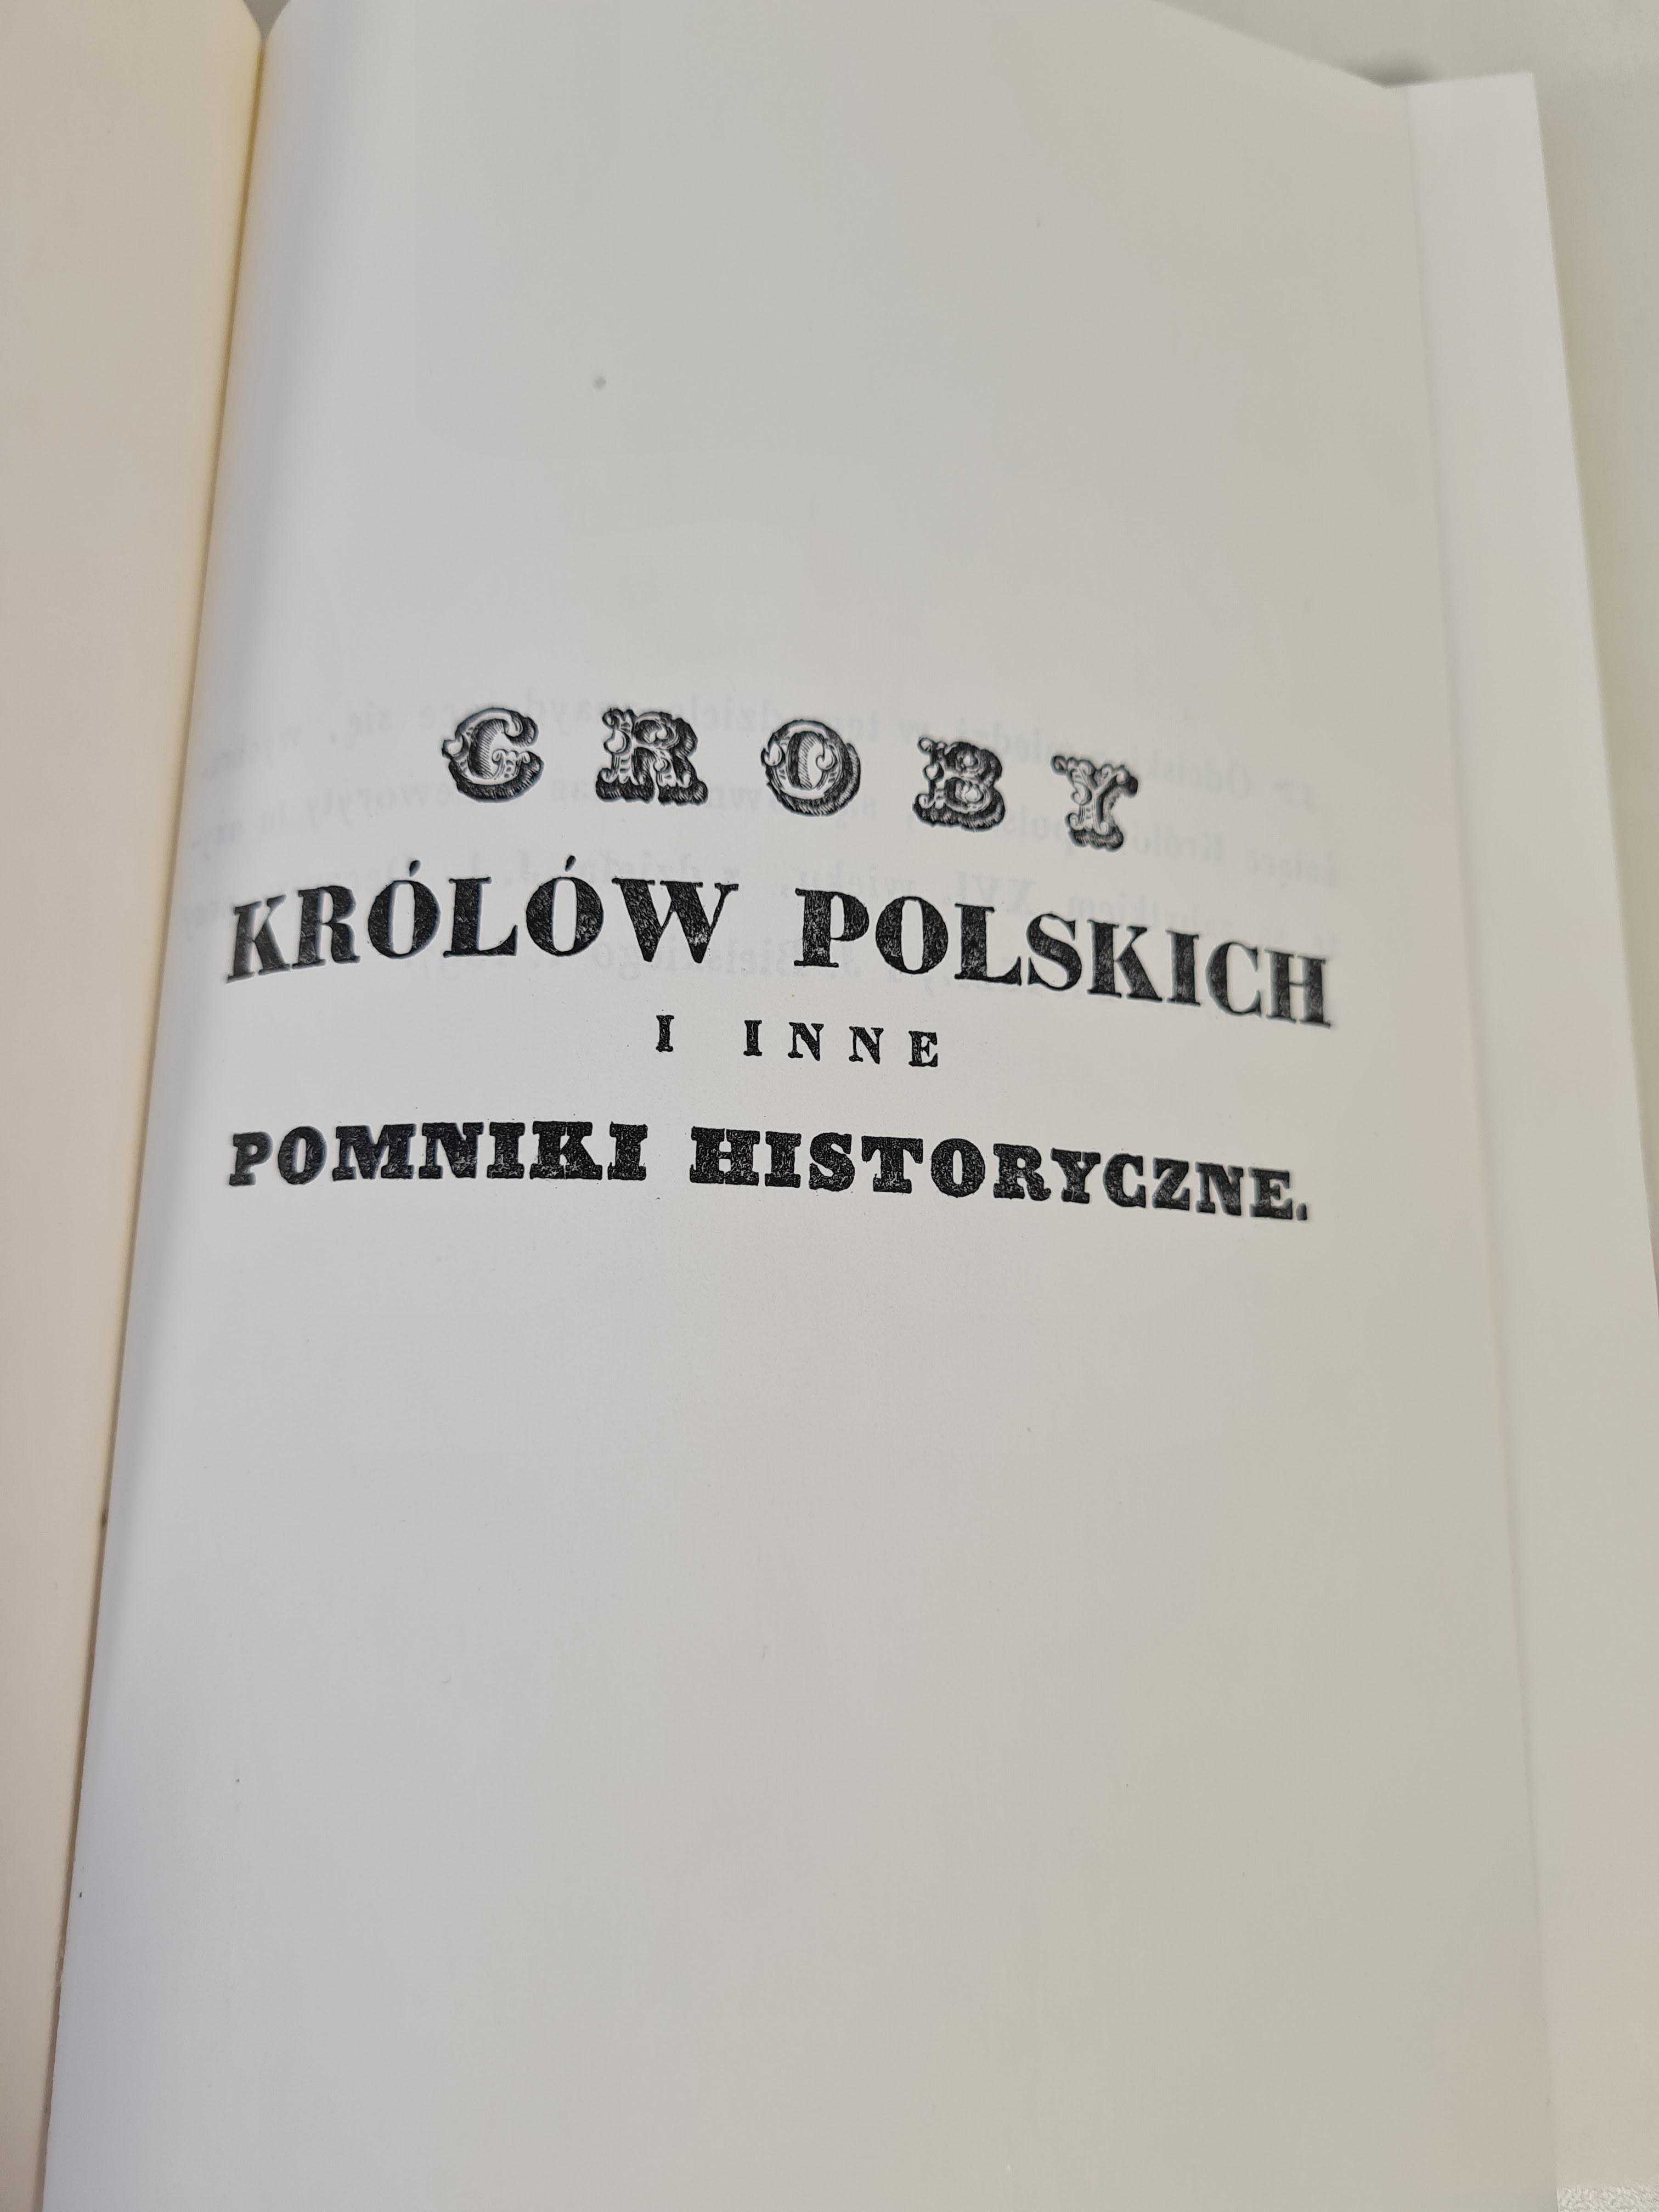 GROBY
KRÓLÓW POLSKICH
I INNE
POMNIKI HISTORYCZNE.